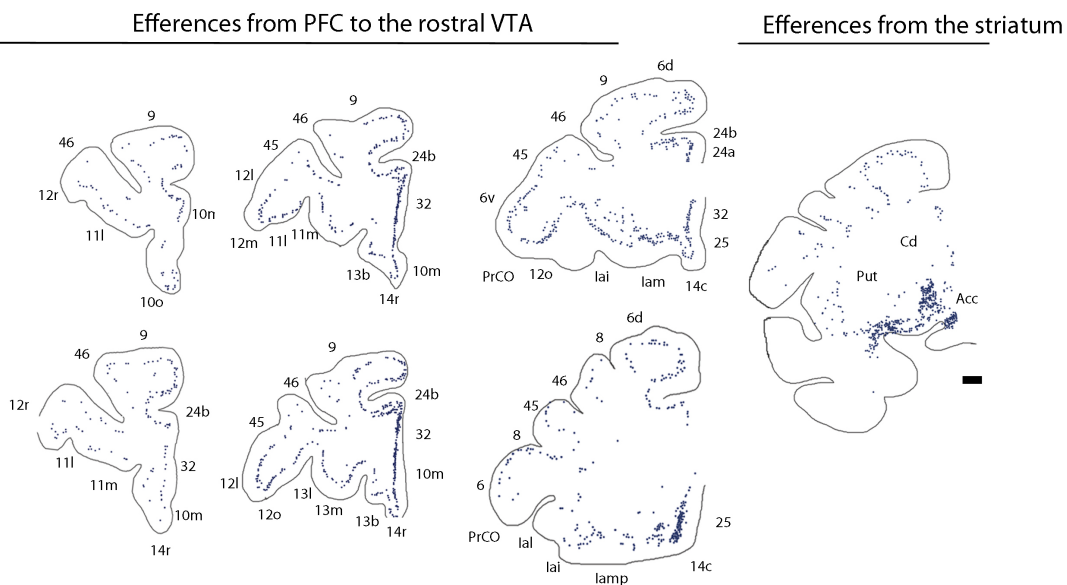 Efferences from PFC to the rostral VTA
Efferences from the striatum
9
46
12r
11l
10m
10o
9
46
45
12l
12m
11l
11m
13b
14r
10m
32
24b
6d
9
46
45
6v
PrCO
12o
Iai
Iam
14c
25
32
24a
24b
Cd
Put
Acc
9
46
12r
11l
11m
14r
10m
32
24b
9
46
45
12l
12o
13l
13m
13b
14r
10m
32
24b
6d
8
46
45
8
6
PrCO
Ial
Iai
Iamp
14c
25